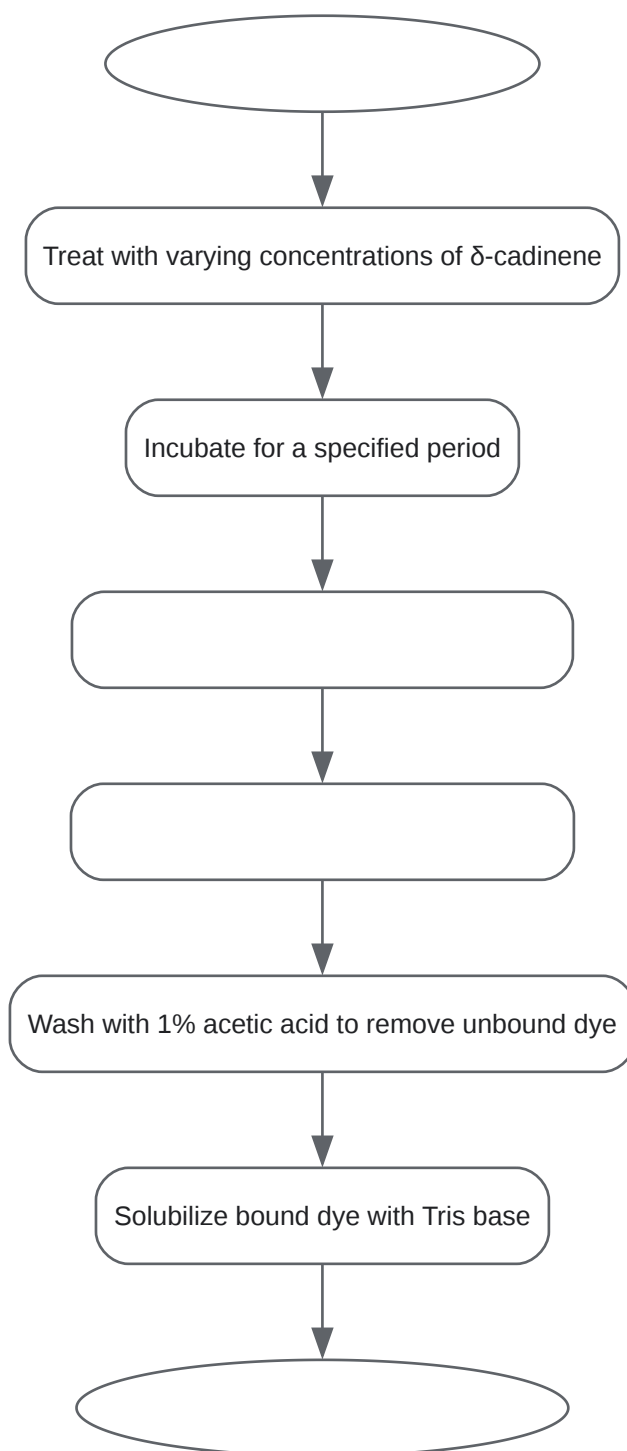 Treat with varying concentrations of δ-cadinene
Incubate for a specified period
Wash with 1% acetic acid to remove unbound dye
Solubilize bound dye with Tris base